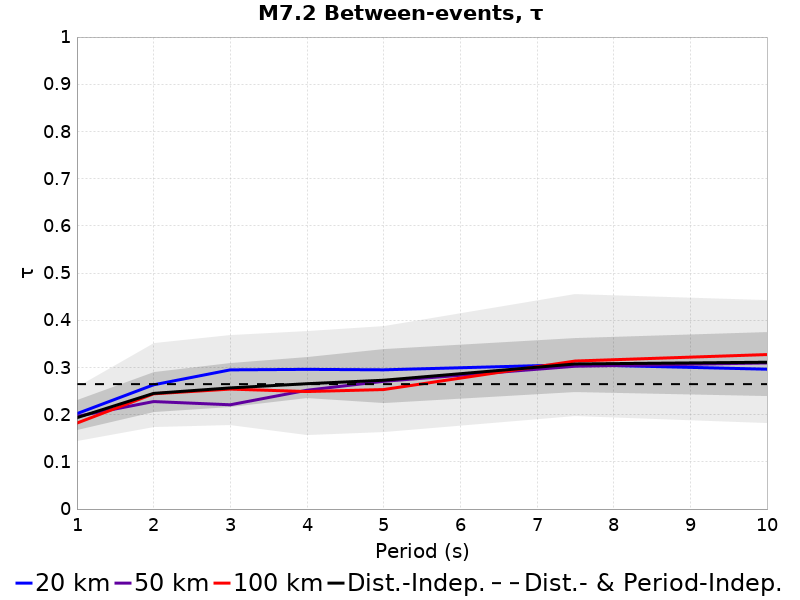 M7.2 Between-events, τ
1
0.9
0.8
0.7
0.6
0.5
0.4
0.3
0.2
0.1
0
τ
1 2 3 4 5 6 7 8 9 10
Period (s)
20 km 50 km 100 km Dist.-Indep. Dist.- & Period-Indep.